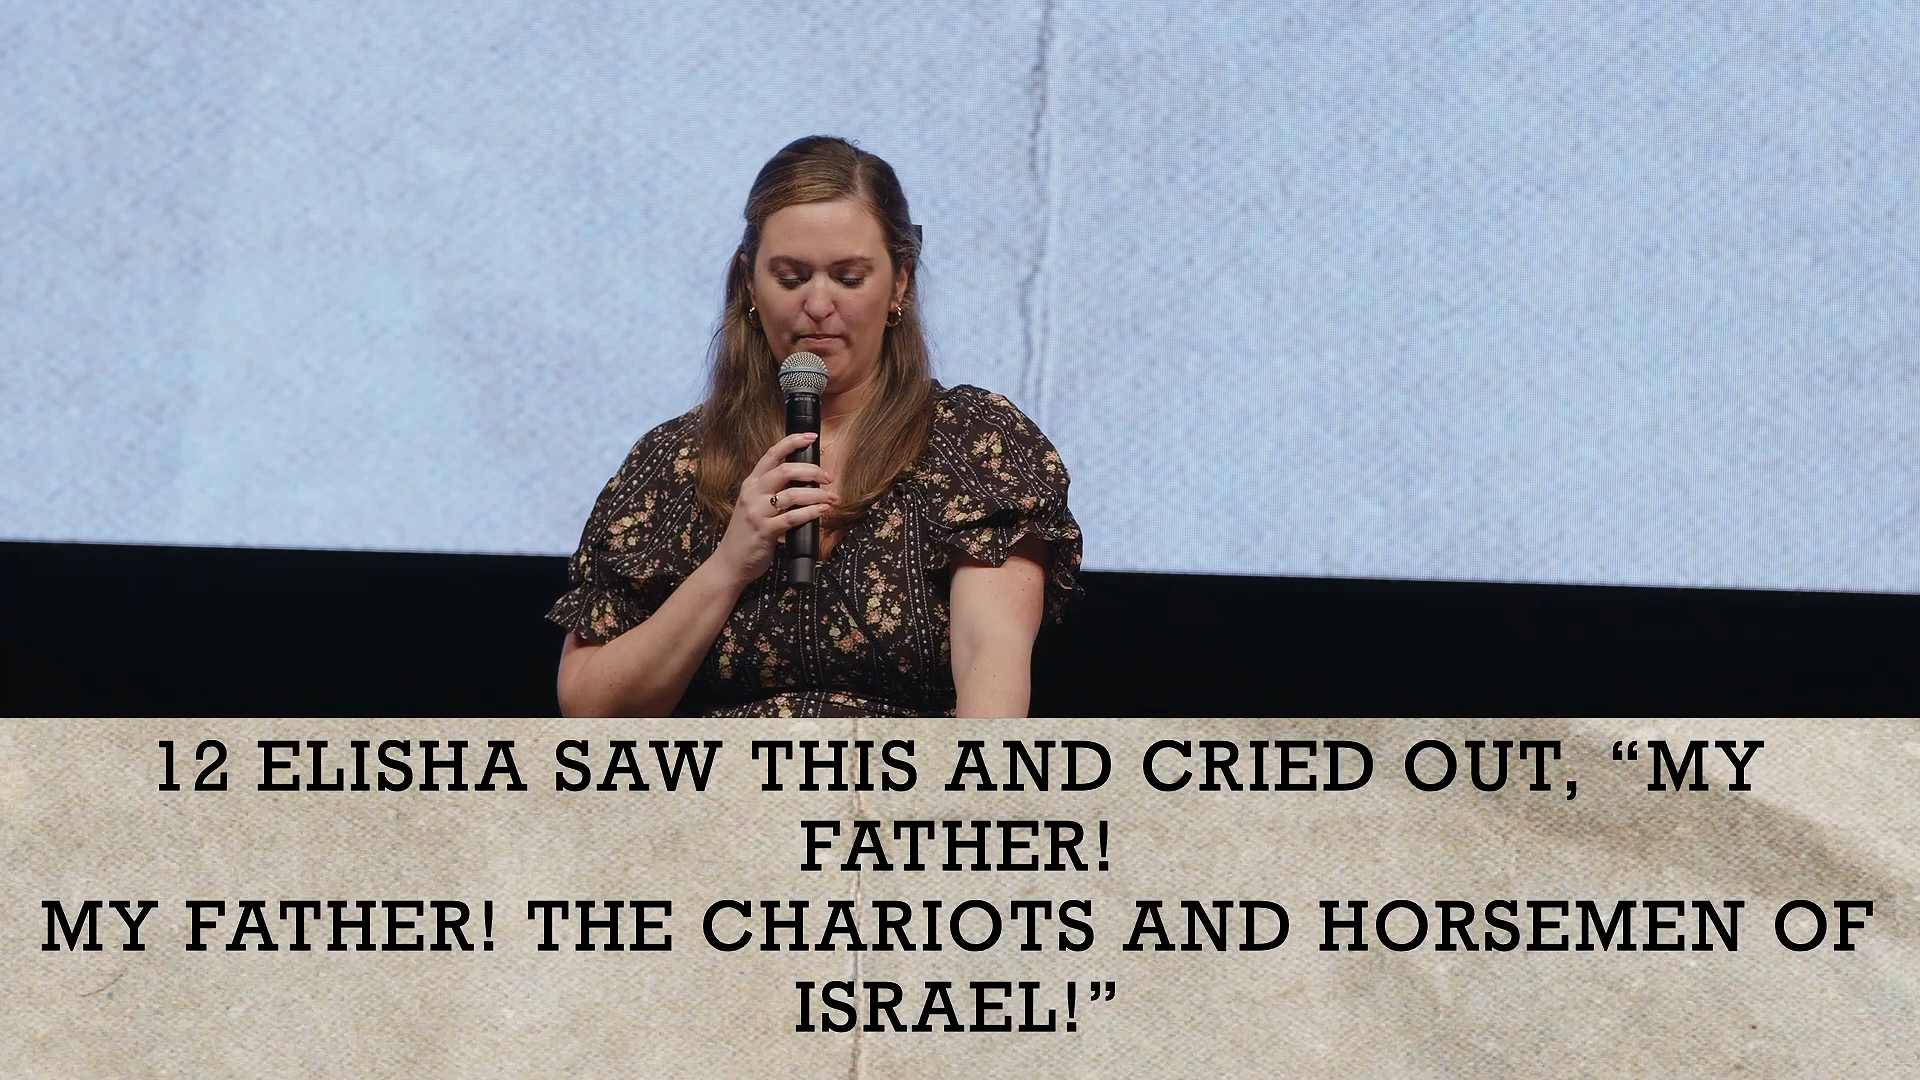 12 ELISHA SAW THIS AND CRIED OUT, “MY
FATHER!
MY FATHER! THE CHARIOTS AND HORSEMEN OF
ISRAEL!”